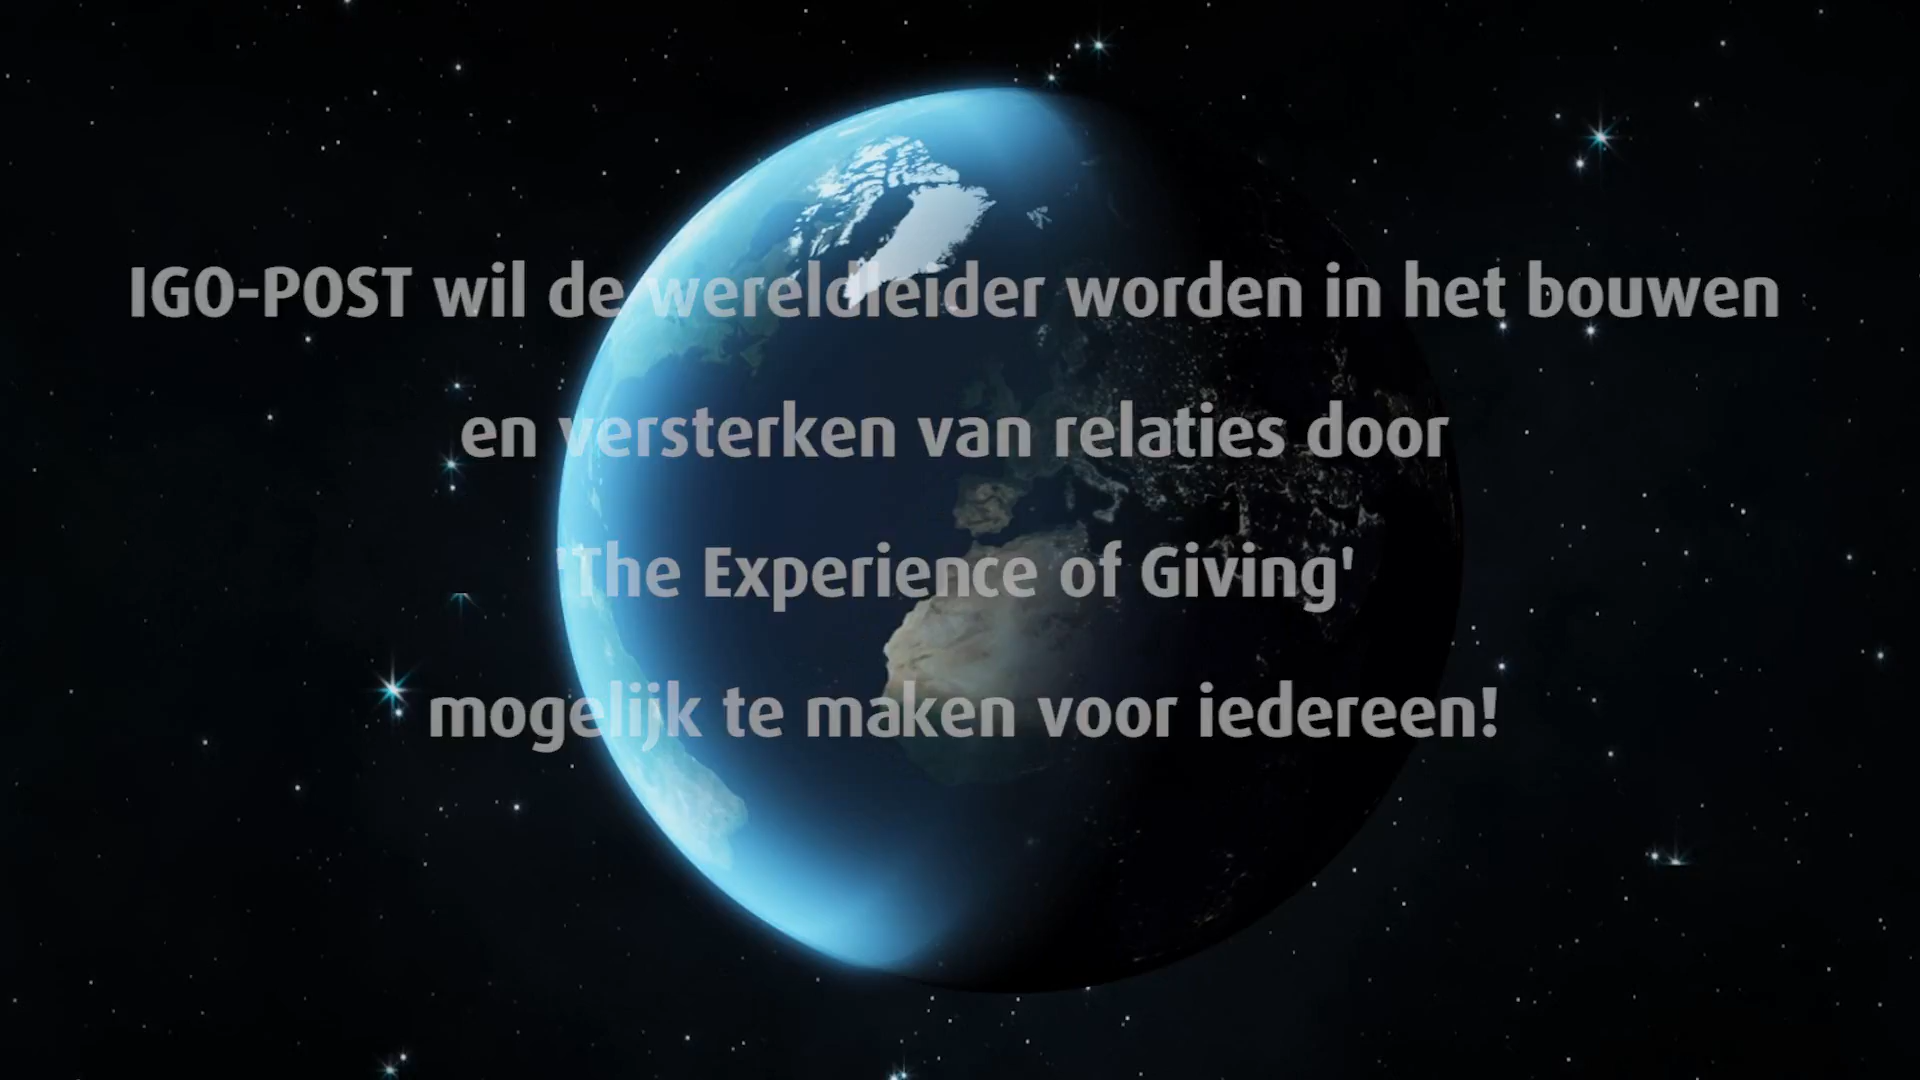 IGO-POST wil de wereldleider worden in het bouwen
en versterken van relaties door
'The Experience of Giving'
mogelijk te maken voor iedereen!